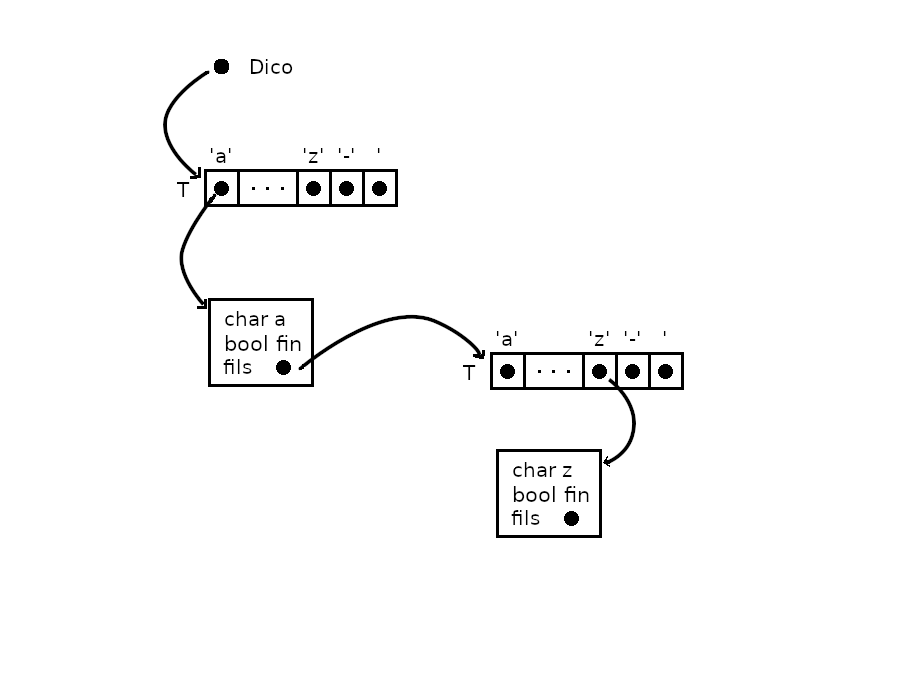 Dico
'a' 'z' '-' '
T . . .
char a
bool fin
fils
'a' 'z' '-' '
T . . .
char z
bool fin
fils